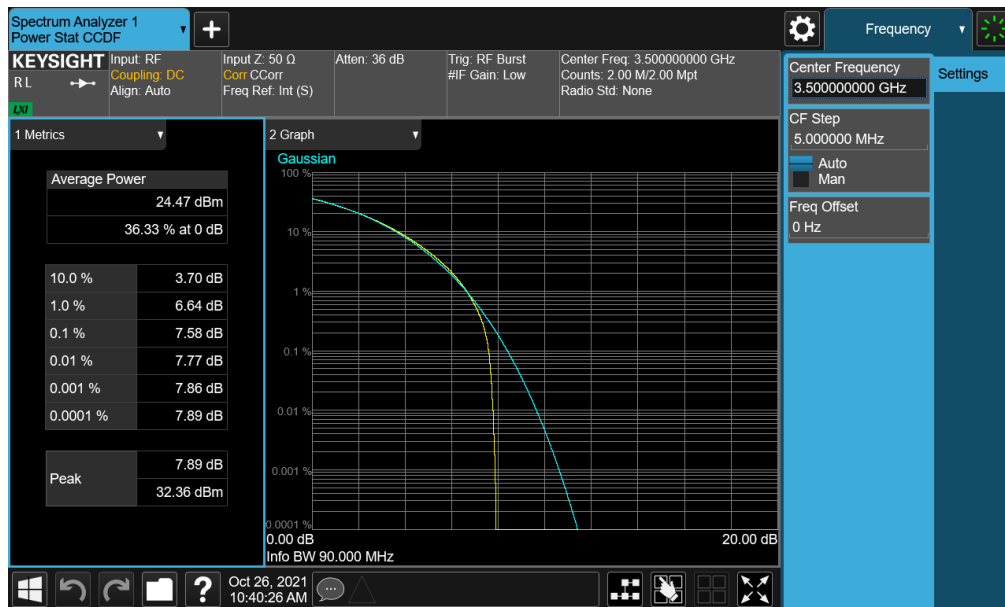 Spectrum Analyzer 1
Power Stat CCDF
+
Frequency
KEYSIGHT
RL
LXI
Input: RF
Coupling: DC
Align: Auto
Input Z: 50 Ω
Corr CCorr
Freq Ref: Int (S)
Atten: 36 dB
Trig: RF Burst
#IF Gain: Low
Center Freq: 3.500000000 GHz
Counts: 2.00 M/2.00 Mpt
Radio Std: None
Center Frequency
3.500000000 GHz
Settings
CF Step
5.000000 MHz
Auto
Man
Freq Offset
0 Hz
1 Metrics
Average Power
24.47 dBm
36.33 % at 0 dB
10.0 % 3.70 dB
1.0 % 6.64 dB
0.1 % 7.58 dB
0.01 % 7.77 dB
0.001 % 7.86 dB
0.0001 % 7.89 dB
Peak
7.89 dB
32.36 dBm
2 Graph
Gaussian
100 %
10 %
1 %
0.1 %
0.01 %
0.001 %
0.0001 %
0.00 dB 20.00 dB
Info BW 90.000 MHz
?
Oct 26, 2021
10:40:26 AM